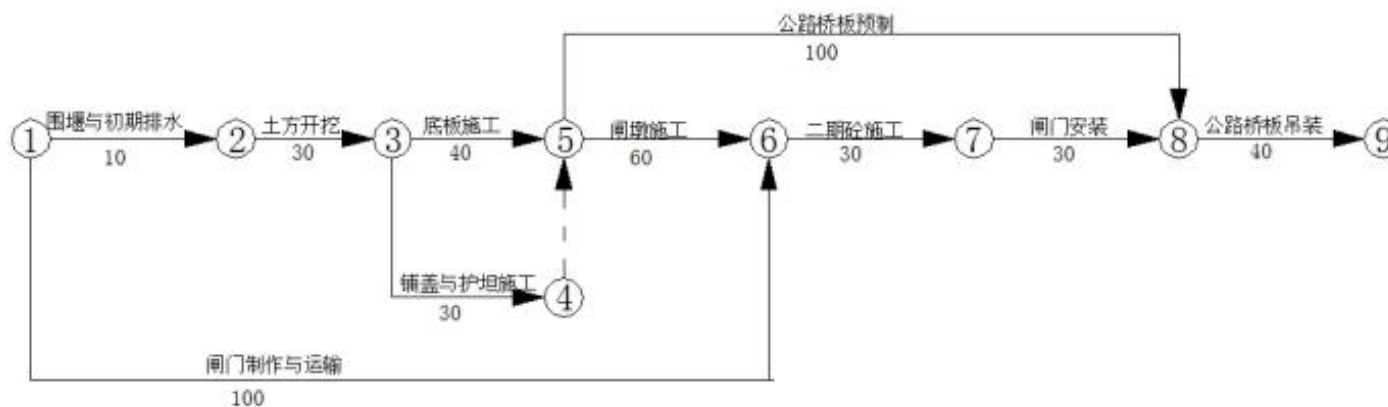 公路桥板预制
100
① 围堰与初期排水 ② 土方开挖 ③ 底板施工 ⑤ 闸墩施工 ⑥ 二期砼施工 ⑦ 闸门安装 ⑧ 公路桥板吊装 ⑨
10 30 40 60 30 30 40
铺盖与护坦施工 ④
30
闸门制作与运输
100